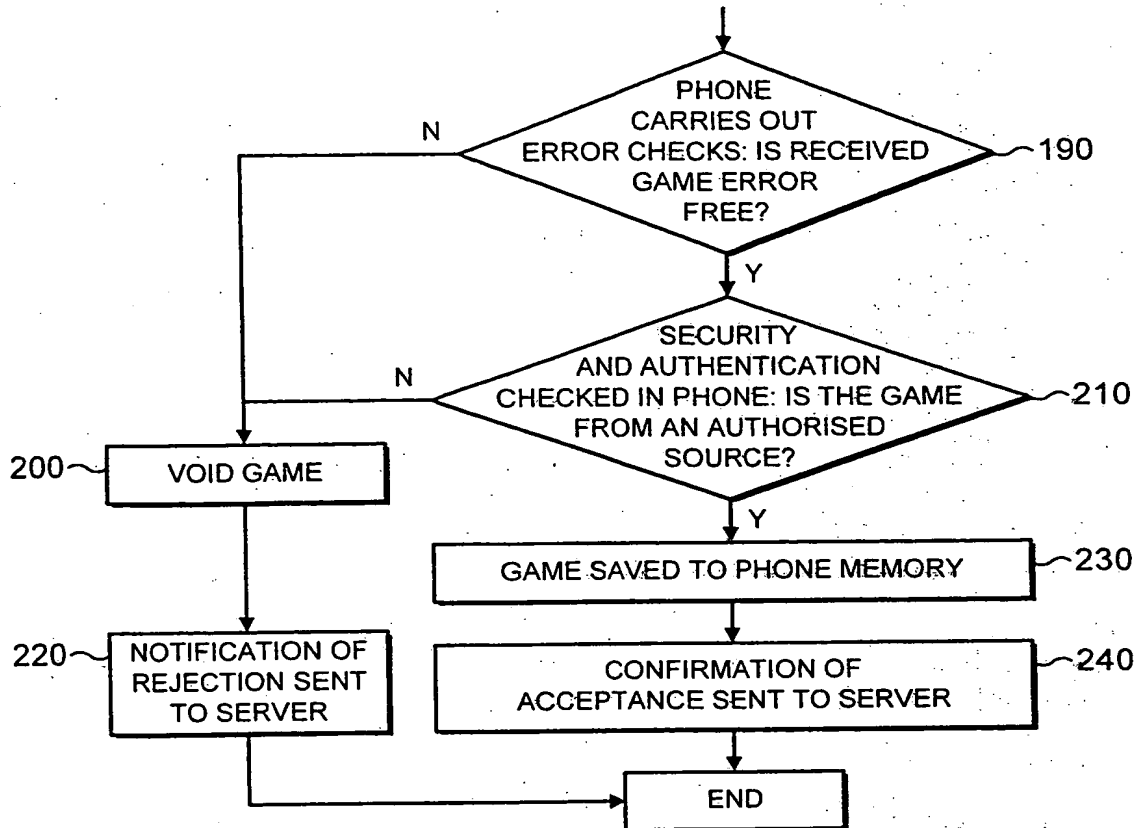 PHONE
CARRIES OUT
ERROR CHECKS: IS RECEIVED
GAME ERROR
FREE?
190
N
Y
SECURITY
AND AUTHENTICATION
CHECKED IN PHONE: IS THE GAME
FROM AN AUTHORISED
SOURCE?
210
N
Y
200
VOID GAME
GAME SAVED TO PHONE MEMORY
230
220
NOTIFICATION OF
REJECTION SENT
TO SERVER
CONFIRMATION OF
ACCEPTANCE SENT TO SERVER
240
END